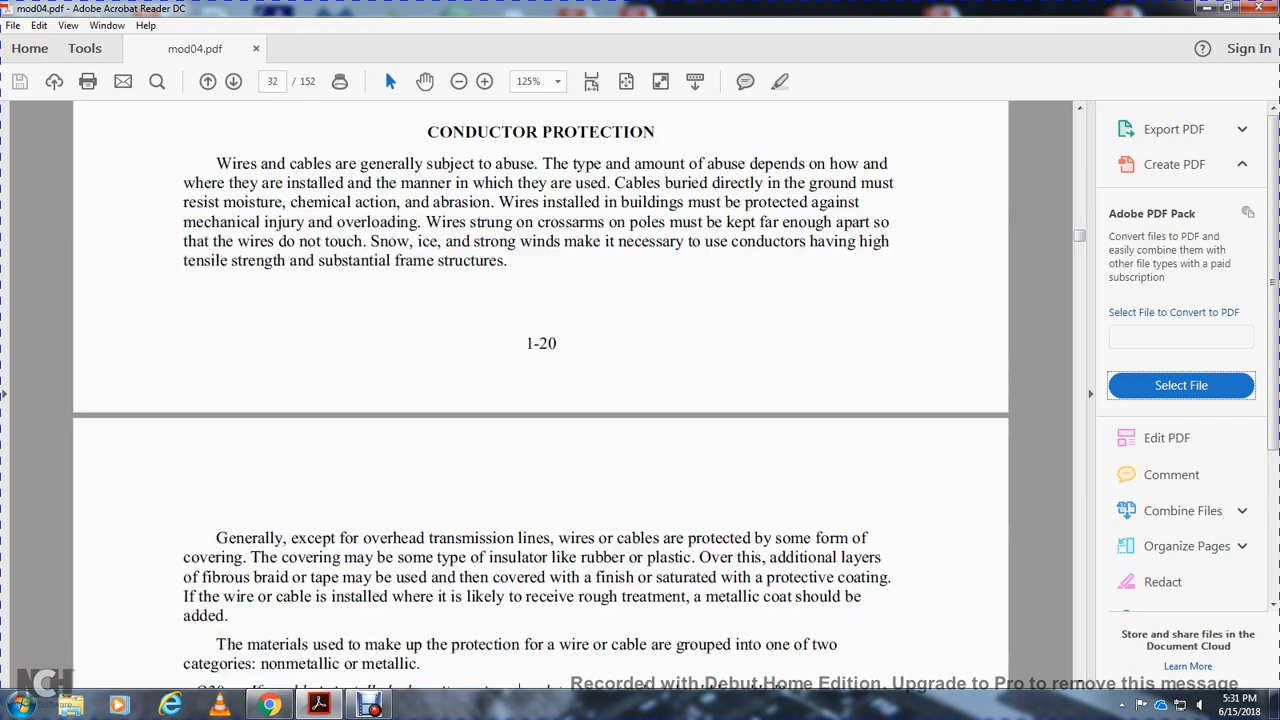 mod04.pdf - Adobe Acrobat Reader DC
File Edit View Window Help
Home Tools mod04.pdf × ? Sign In
32 / 152 125%
CONDUCTOR PROTECTION
Wires and cables are generally subject to abuse. The type and amount of abuse depends on how and
where they are installed and the manner in which they are used. Cables buried directly in the ground must
resist moisture, chemical action, and abrasion. Wires installed in buildings must be protected against
mechanical injury and overloading. Wires strung on crossarms on poles must be kept far enough apart so
that the wires do not touch. Snow, ice, and strong winds make it necessary to use conductors having high
tensile strength and substantial frame structures.
1-20
Generally, except for overhead transmission lines, wires or cables are protected by some form of
covering. The covering may be some type of insulator like rubber or plastic. Over this, additional layers
of fibrous braid or tape may be used and then covered with a finish or saturated with a protective coating.
If the wire or cable is installed where it is likely to receive rough treatment, a metallic coat should be
added.
The materials used to make up the protection for a wire or cable are grouped into one of two
categories: nonmetallic or metallic.
Export PDF
Create PDF
Adobe PDF Pack
Convert files to PDF and
easily combine them with
other file types with a paid
subscription
Select File to Convert to PDF
Select File
Edit PDF
Comment
Combine Files
Organize Pages
Redact
Store and share files in the
Document Cloud
Learn More
NCH
Software
Recorded with Debut Home Edition. Upgrade to Pro to remove this message
5:31 PM
6/15/2018